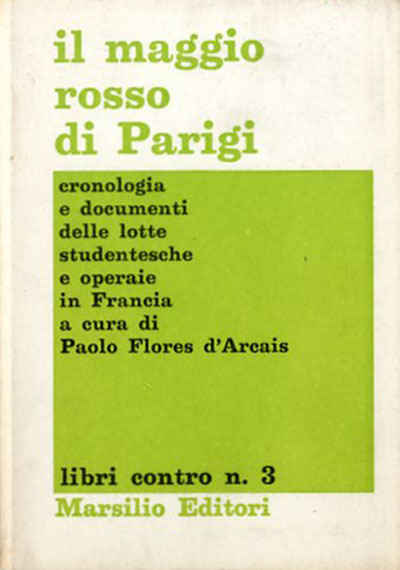 il maggio
rosso
di Parigi
cronologia
e documenti
delle lotte
studentesche
e operaie
in Francia
a cura di
Paolo Flores d'Arcais
libri contro n. 3
Marsilio Editori